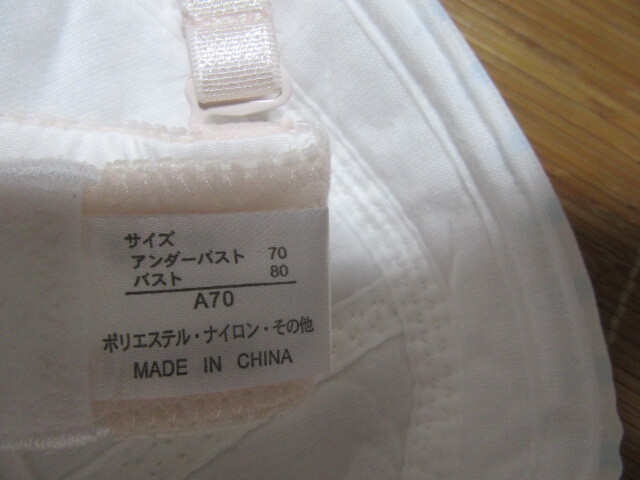 サイズ
アンダーバスト 70
バスト 80
A70
ポリエステル・ナイロン・その他
MADE IN CHINA